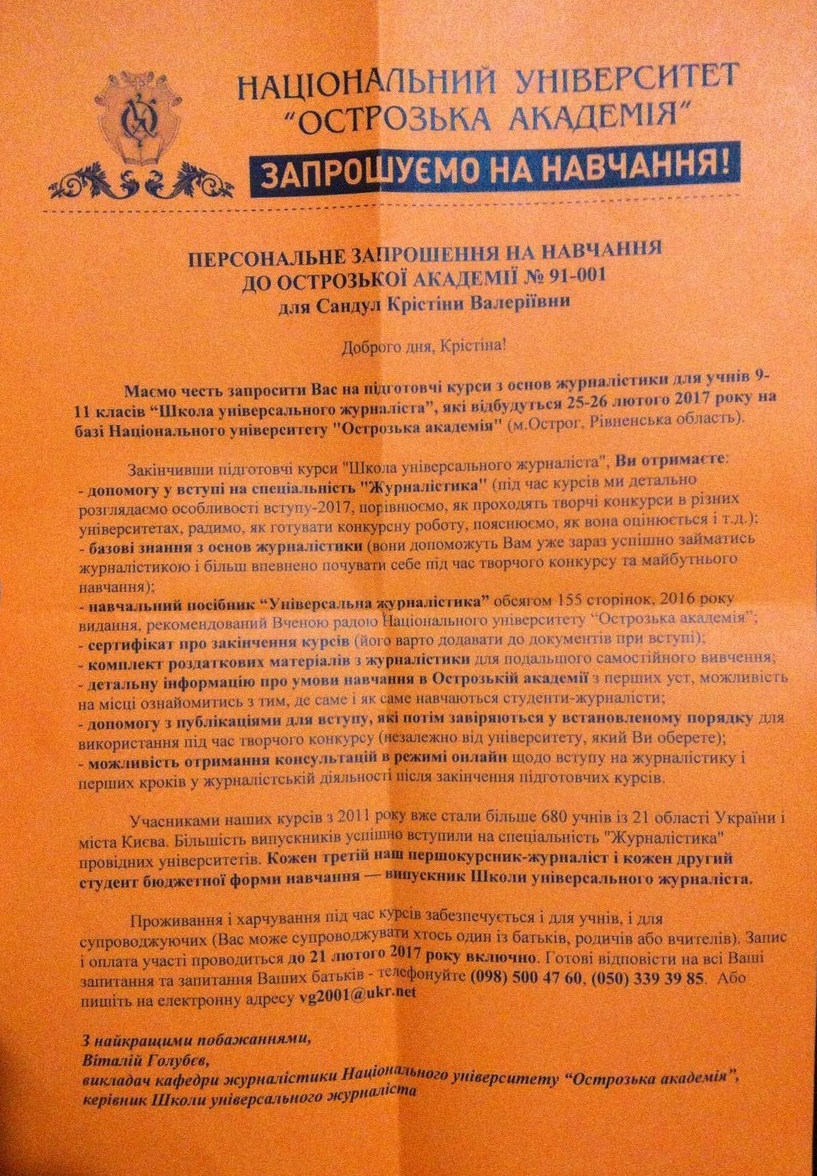 НАЦІОНАЛЬНИЙ УНІВЕРСИТЕТ
"ОСТРОЗЬКА АКАДЕМІЯ"
ЗАПРОШУЄМО НА НАВЧАННЯ!
ПЕРСОНАЛЬНЕ ЗАПРОШЕННЯ НА НАВЧАННЯ
ДО ОСТРОЗЬКОЇ АКАДЕМІЇ № 91-001
для Сандул Крістіни Валеріївни
Доброго дня, Крістіна!
Маємо честь запросити Вас на підготовчі курси з основ журналістики для учнів 9-
11 класів “Школа універсального журналіста”, які відбудуться 25-26 лютого 2017 року на
базі Національного університету "Острозька академія" (м.Острог, Рівненська область).
Закінчивши підготовчі курси "Школа універсального журналіста", Ви отримаєте:
- допомогу у вступі на спеціальність "Журналістика" (під час курсів ми детально
розглядаємо особливості вступу-2017, порівнюємо, як проходять творчі конкурси в різних
університетах, радимо, як готувати конкурсну роботу, пояснюємо, як вона оцінюється і т.д.);
- базові знання з основ журналістики (вони допоможуть Вам уже зараз успішно займатись
журналістикою і більш впевнено почувати себе під час творчого конкурсу та майбутнього
навчання);
- навчальний посібник “Універсальна журналістика” обсягом 155 сторінок, 2016 року
видання, рекомендований Вченою радою Національного університету “Острозька академія”;
- сертифікат про закінчення курсів (його варто додавати до документів при вступі);
- комплект роздаткових матеріалів з журналістики для подальшого самостійного вивчення;
- детальну інформацію про умови навчання в Острозькій академії з перших уст, можливість
на місці ознайомитись з тим, де саме і як саме навчаються студенти-журналісти;
- допомогу з публікаціями для вступу, які потім завіряються у встановленому порядку для
використання під час творчого конкурсу (незалежно від університету, який Ви оберете);
- можливість отримання консультацій в режимі онлайн щодо вступу на журналістику і
перших кроків у журналістській діяльності після закінчення підготовчих курсів.
Учасниками наших курсів з 2011 року вже стали більше 680 учнів із 21 області України і
міста Києва. Більшість випускників успішно вступили на спеціальність "Журналістика"
провідних університетів. Кожен третій наш першокурсник-журналіст і кожен другий
студент бюджетної форми навчання — випускник Школи універсального журналіста.
Проживання і харчування під час курсів забезпечується і для учнів, і для
супроводжуючих (Вас може супроводжувати хтось один із батьків, родичів або вчителів). Запис
і оплата участі проводиться до 21 лютого 2017 року включно. Готові відповісти на всі Ваші
запитання та запитання Ваших батьків - телефонуйте (098) 500 47 60, (050) 339 39 85. Або
пишіть на електронну адресу vg2001@ukr.net
З найкращими побажаннями,
Віталій Голубєв,
викладач кафедри журналістики Національного університету “Острозька академія”,
керівник Школи універсального журналіста